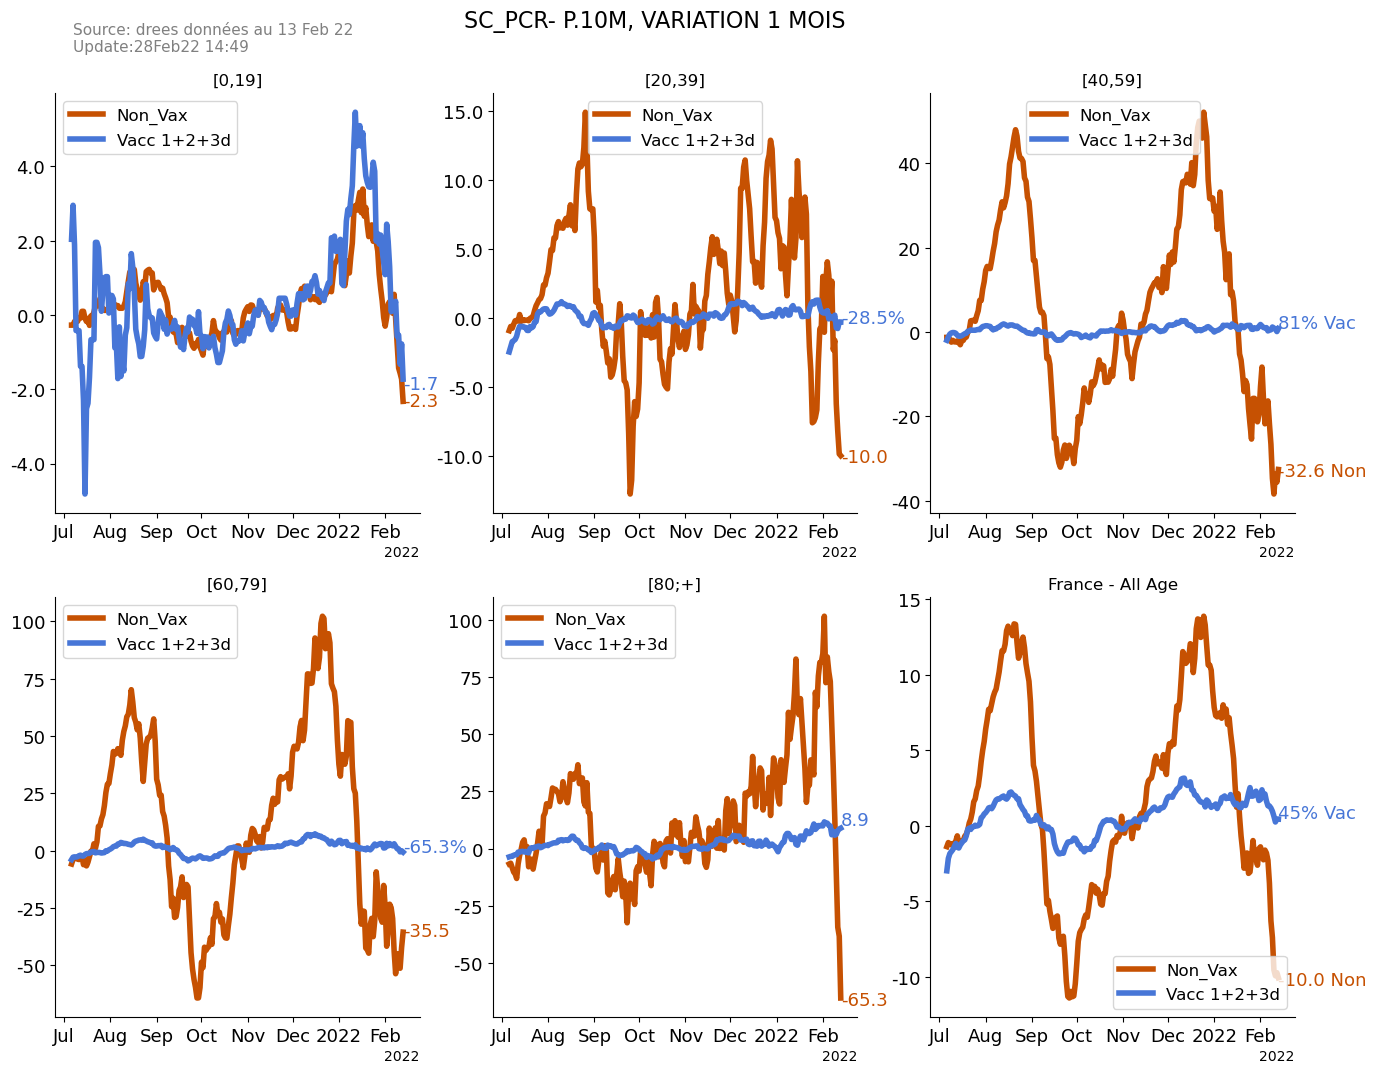 SC_PCR- P.10M, VARIATION 1 MOIS
Source: drees données au 13 Feb 22
Update:28Feb22 14:49
[0,19]
Non_Vax
Vacc 1+2+3d
4.0
2.0
0.0
-2.0
-4.0
-1.7
-2.3
Jul Aug Sep Oct Nov Dec 2022 Feb
2022
[20,39]
Non_Vax
Vacc 1+2+3d
15.0
10.0
5.0
0.0
-5.0
-10.0
-28.5%
-10.0
Jul Aug Sep Oct Nov Dec 2022 Feb
2022
[40,59]
Non_Vax
Vacc 1+2+3d
40
20
0
-20
-40
81% Vac
-32.6 Non
Jul Aug Sep Oct Nov Dec 2022 Feb
2022
[60,79]
Non_Vax
Vacc 1+2+3d
100
75
50
25
0
-25
-50
-65.3%
-35.5
Jul Aug Sep Oct Nov Dec 2022 Feb
2022
[80;+]
Non_Vax
Vacc 1+2+3d
100
75
50
25
0
-25
-50
8.9
-65.3
Jul Aug Sep Oct Nov Dec 2022 Feb
2022
France - All Age
15
10
5
0
-5
-10
45% Vac
-10.0 Non
Non_Vax
Vacc 1+2+3d
Jul Aug Sep Oct Nov Dec 2022 Feb
2022